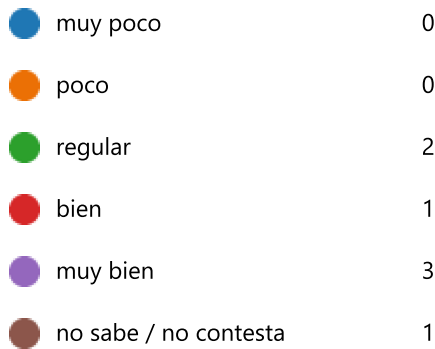 muy poco 0
poco 0
regular 2
bien 1
muy bien 3
no sabe / no contesta 1